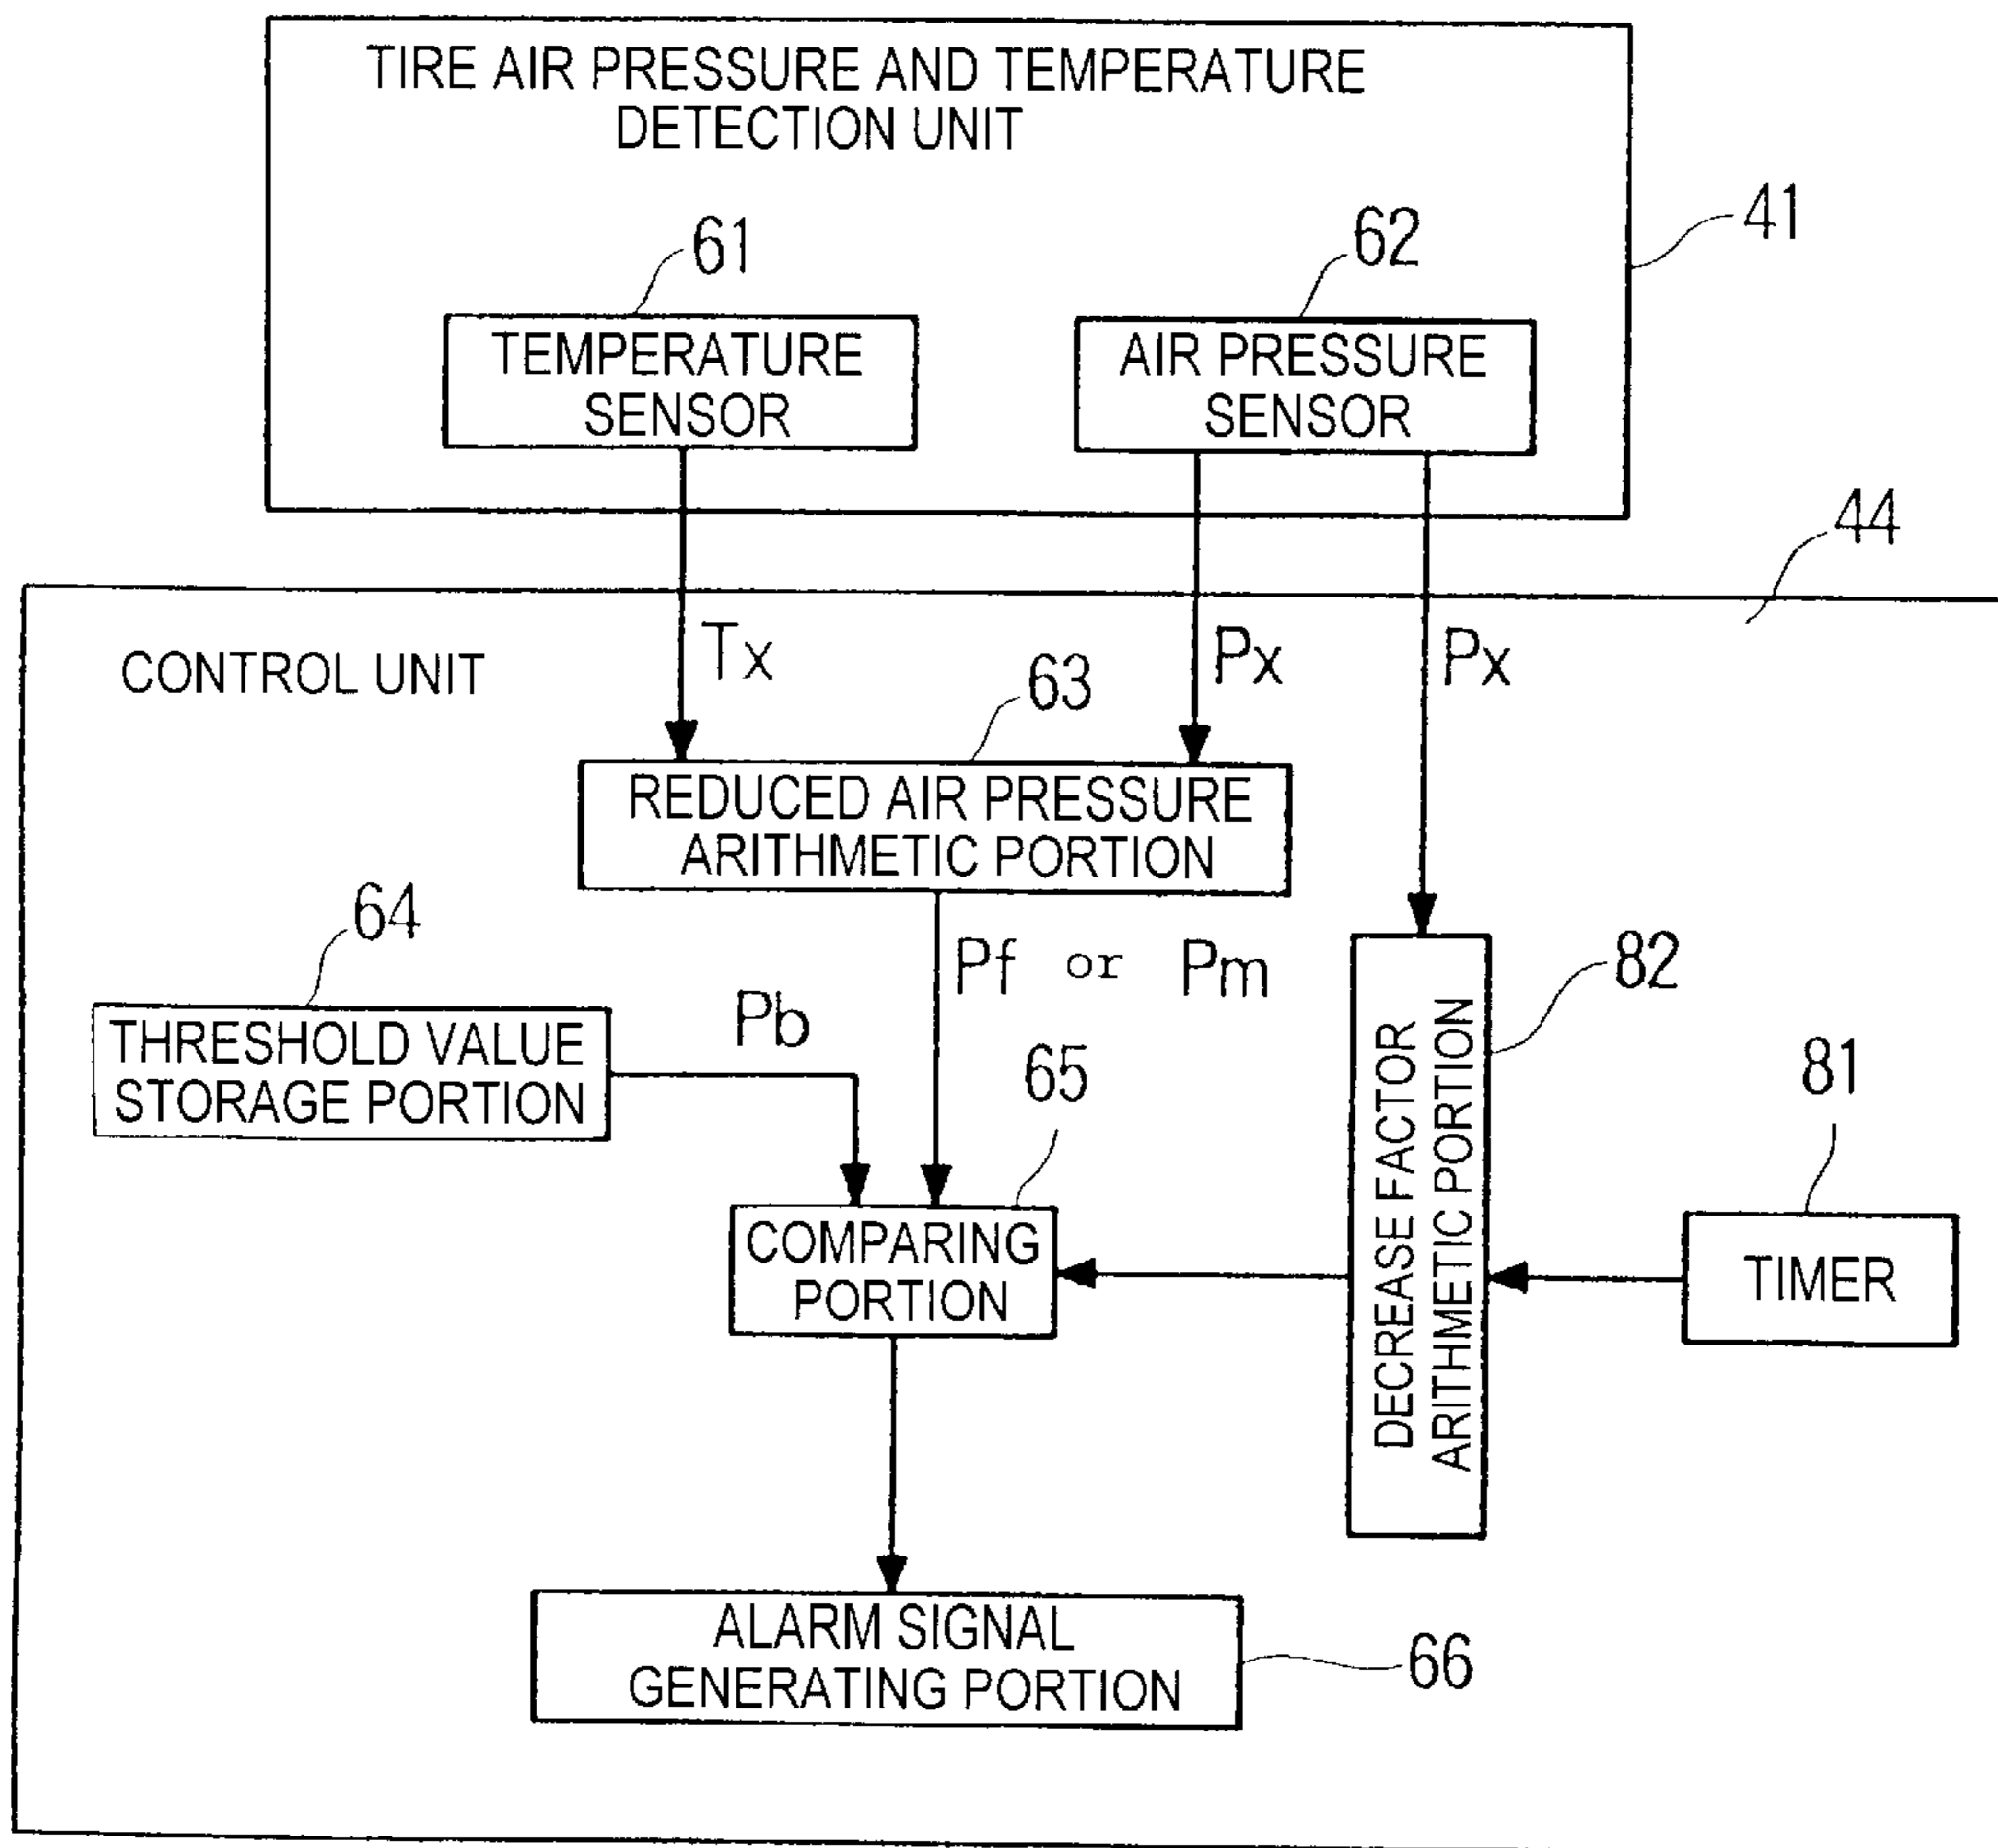 TIRE AIR PRESSURE AND TEMPERATURE
DETECTION UNIT
41
61
62
TEMPERATURE
SENSOR
AIR PRESSURE
SENSOR
44
CONTROL UNIT
Tx
Px
Px
63
REDUCED AIR PRESSURE
ARITHMETIC PORTION
64
Pf or Pm
82
THRESHOLD VALUE
STORAGE PORTION
Pb
65
DECREASE FACTOR
ARITHMETIC PORTION
81
COMPARING
PORTION
TIMER
ALARM SIGNAL
GENERATING PORTION
66